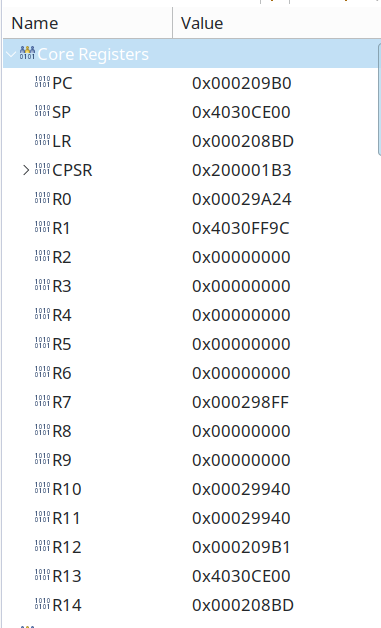 Name Value
Core Registers
PC 0x000209B0
SP 0x4030CE00
LR 0x000208BD
CPSR 0x200001B3
R0 0x00029A24
R1 0x4030FF9C
R2 0x00000000
R3 0x00000000
R4 0x00000000
R5 0x00000000
R6 0x00000000
R7 0x000298FF
R8 0x00000000
R9 0x00000000
R10 0x00029940
R11 0x00029940
R12 0x000209B1
R13 0x4030CE00
R14 0x000208BD